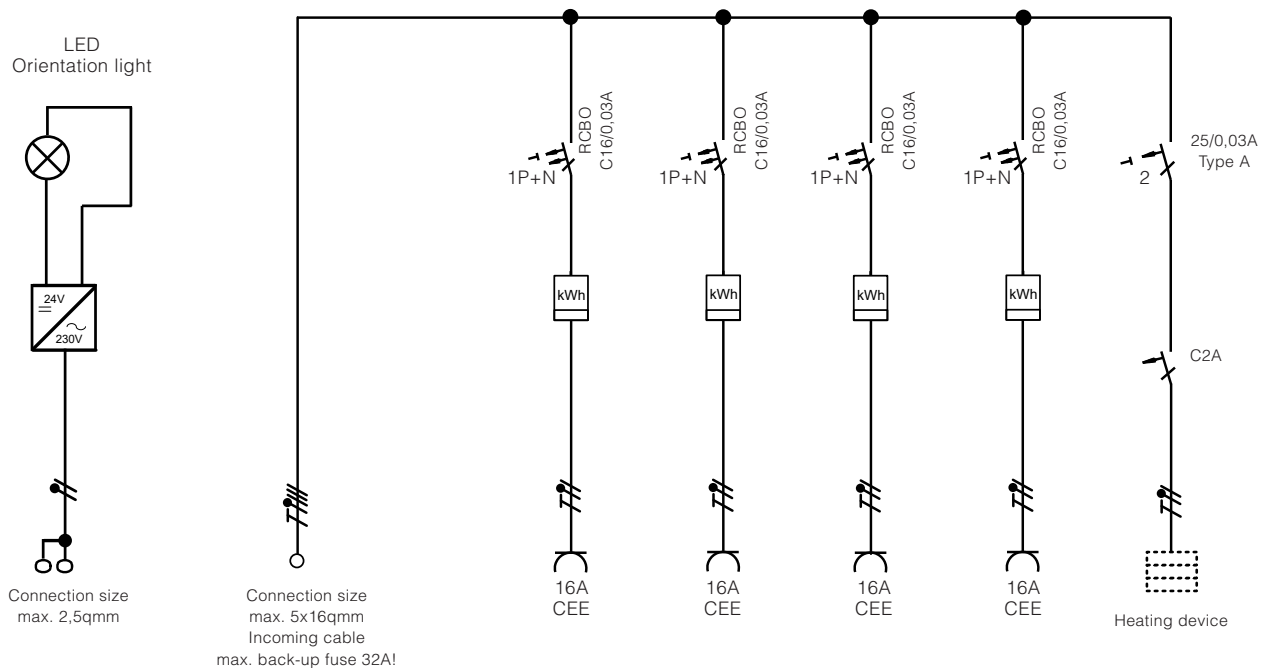 LED
Orientation light
24V
230V
Connection size
max. 2,5qmm
Connection size
max. 5x16qmm
Incoming cable
max. back-up fuse 32A!
RCBO
C16/0,03A
1P+N
kWh
16A
CEE
RCBO
C16/0,03A
1P+N
kWh
16A
CEE
RCBO
C16/0,03A
1P+N
kWh
16A
CEE
RCBO
C16/0,03A
1P+N
kWh
16A
CEE
25/0,03A
Type A
2
C2A
Heating device